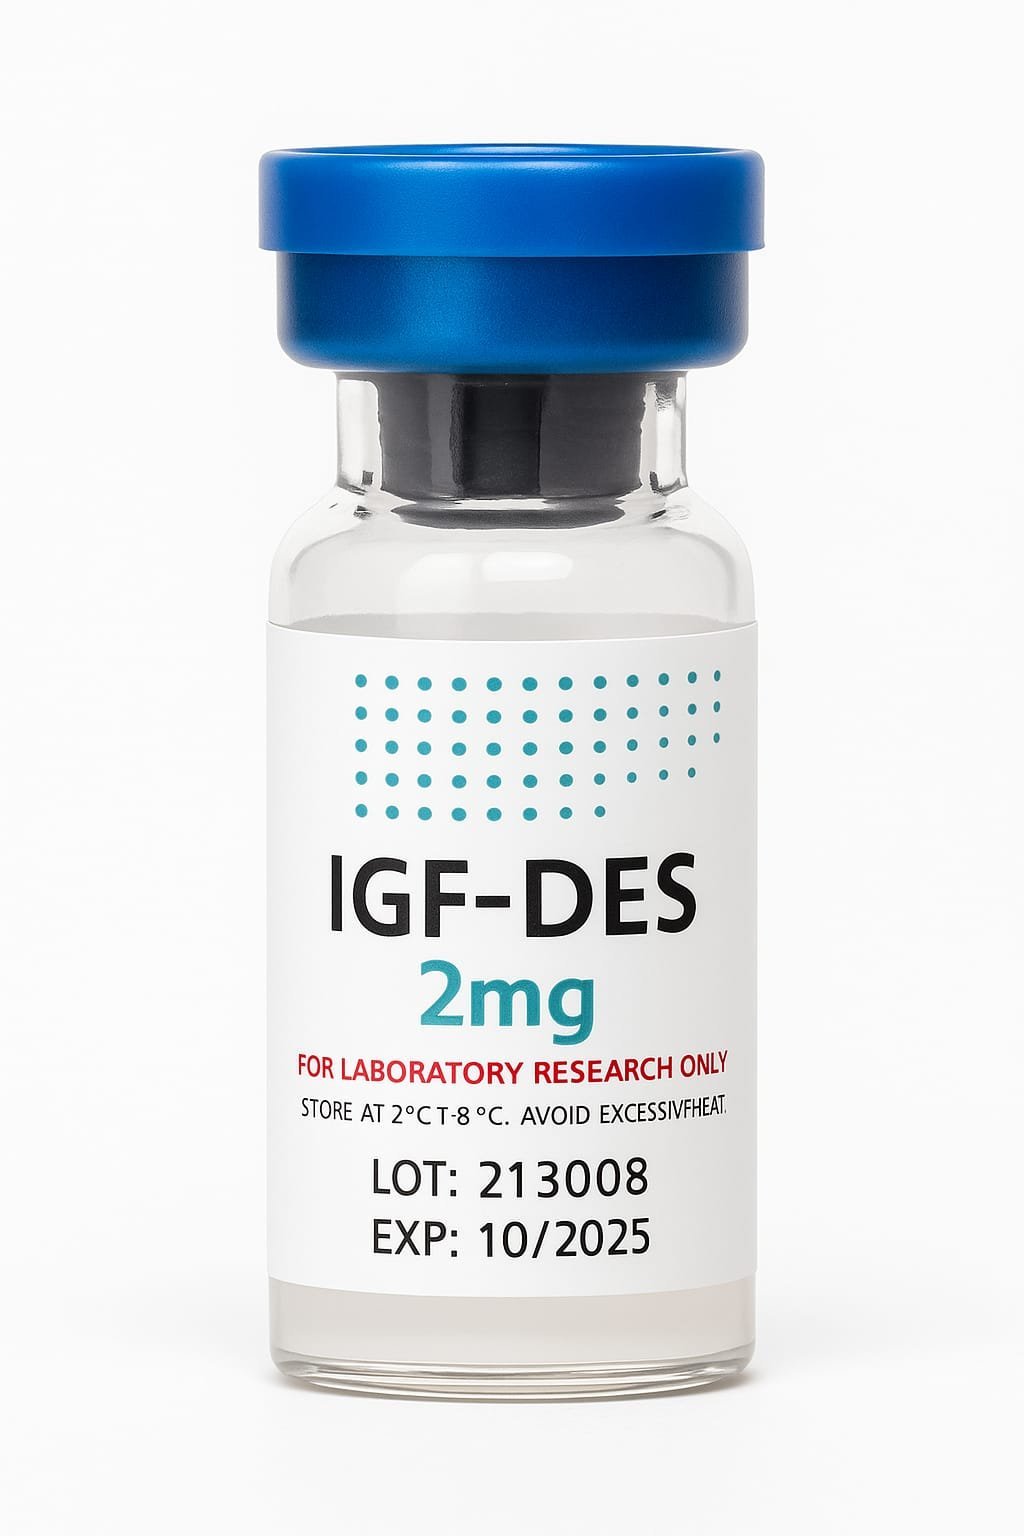 IGF-DES
2mg
FOR LABORATORY RESEARCH ONLY
STORE AT 2°C T-8 °C. AVOID EXCESSIVFHEAT.
LOT: 213008
EXP: 10/2025